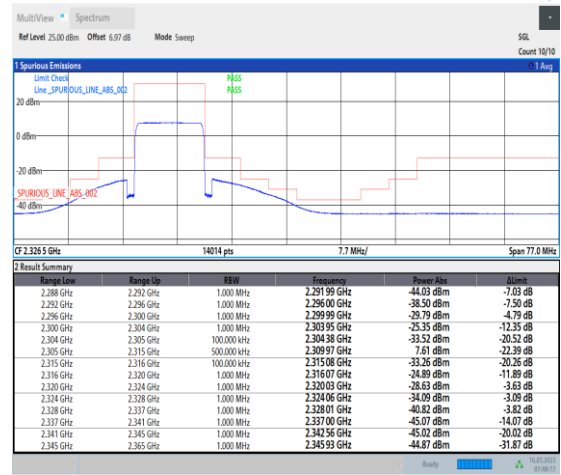 MultiView Spectrum
Ref Level 25.00 dBm Offset 6.97 dB Mode Sweep SGL
Count 10/10
1 Spurious Emissions 1 Avg
Limit Check PASS
Line _SPURIOUS_LINE_ABS_002 PASS
20 dBm
0 dBm
-20 dBm
_SPURIOUS_LINE_ABS_002
-40 dBm
CF 2.326 5 GHz 14014 pts 7.7 MHz/ Span 77.0 MHz
2 Result Summary
Range Low Range Up RBW Frequency Power Abs ΔLimit
2.288 GHz 2.292 GHz 1.000 MHz 2.291 99 GHz -44.03 dBm -7.03 dB
2.292 GHz 2.296 GHz 1.000 MHz 2.296 00 GHz -38.50 dBm -7.50 dB
2.296 GHz 2.300 GHz 1.000 MHz 2.299 99 GHz -29.79 dBm -4.79 dB
2.300 GHz 2.304 GHz 1.000 MHz 2.303 95 GHz -25.35 dBm -12.35 dB
2.304 GHz 2.305 GHz 100.000 kHz 2.304 38 GHz -33.52 dBm -20.52 dB
2.305 GHz 2.315 GHz 500.000 kHz 2.309 97 GHz 7.61 dBm -22.39 dB
2.315 GHz 2.316 GHz 100.000 kHz 2.315 08 GHz -33.26 dBm -20.26 dB
2.316 GHz 2.320 GHz 1.000 MHz 2.316 07 GHz -24.89 dBm -11.89 dB
2.320 GHz 2.324 GHz 1.000 MHz 2.320 03 GHz -28.63 dBm -3.63 dB
2.324 GHz 2.328 GHz 1.000 MHz 2.324 06 GHz -34.09 dBm -3.09 dB
2.328 GHz 2.337 GHz 1.000 MHz 2.328 01 GHz -40.82 dBm -3.82 dB
2.337 GHz 2.341 GHz 1.000 MHz 2.337 00 GHz -45.07 dBm -14.07 dB
2.341 GHz 2.345 GHz 1.000 MHz 2.342 56 GHz -45.02 dBm -20.02 dB
2.345 GHz 2.365 GHz 1.000 MHz 2.345 93 GHz -44.87 dBm -31.87 dB
Ready 10.03.2023
07:48:17